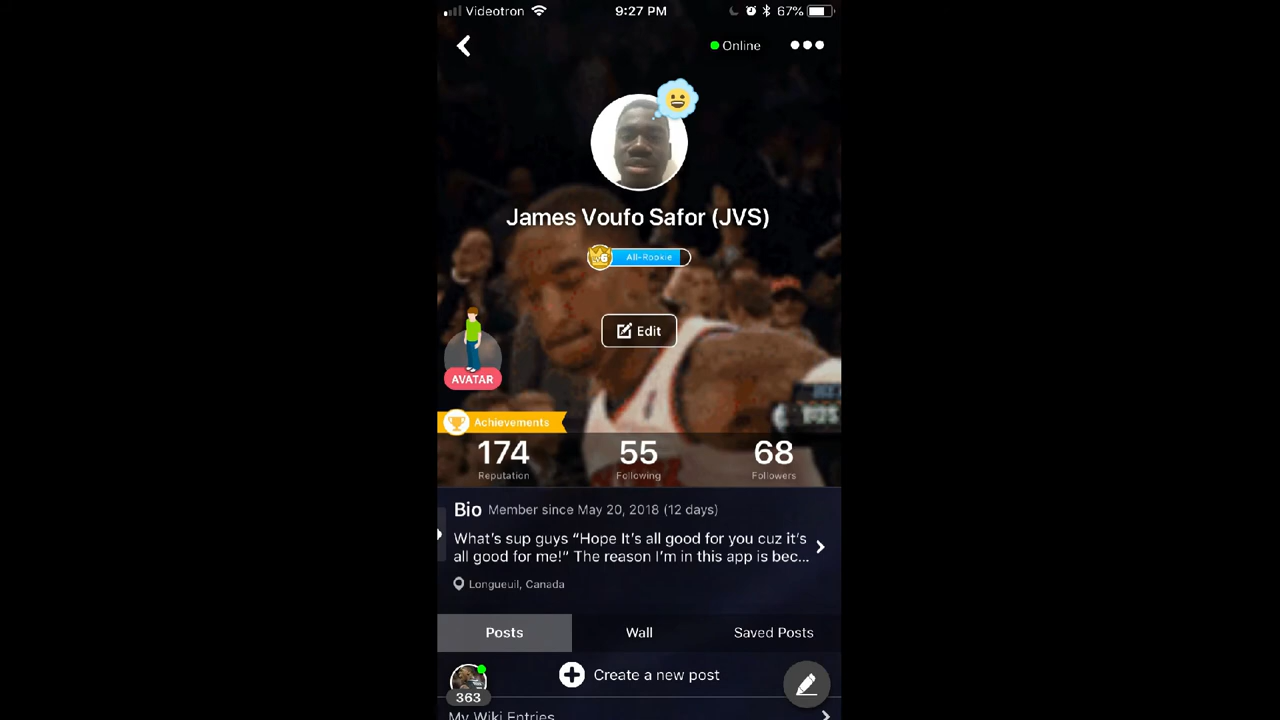 Videotron 9:27 PM 67%
Online
James Voufo Safor (JVS)
6 All-Rookie
Edit
AVATAR
Achievements
174 55 68
Reputation Following Followers
Bio Member since May 20, 2018 (12 days)
What's sup guys “Hope It's all good for you cuz it's
all good for me!” The reason I'm in this app is bec...
Longueuil, Canada
Posts Wall Saved Posts
Create a new post
363
My Wiki Entries